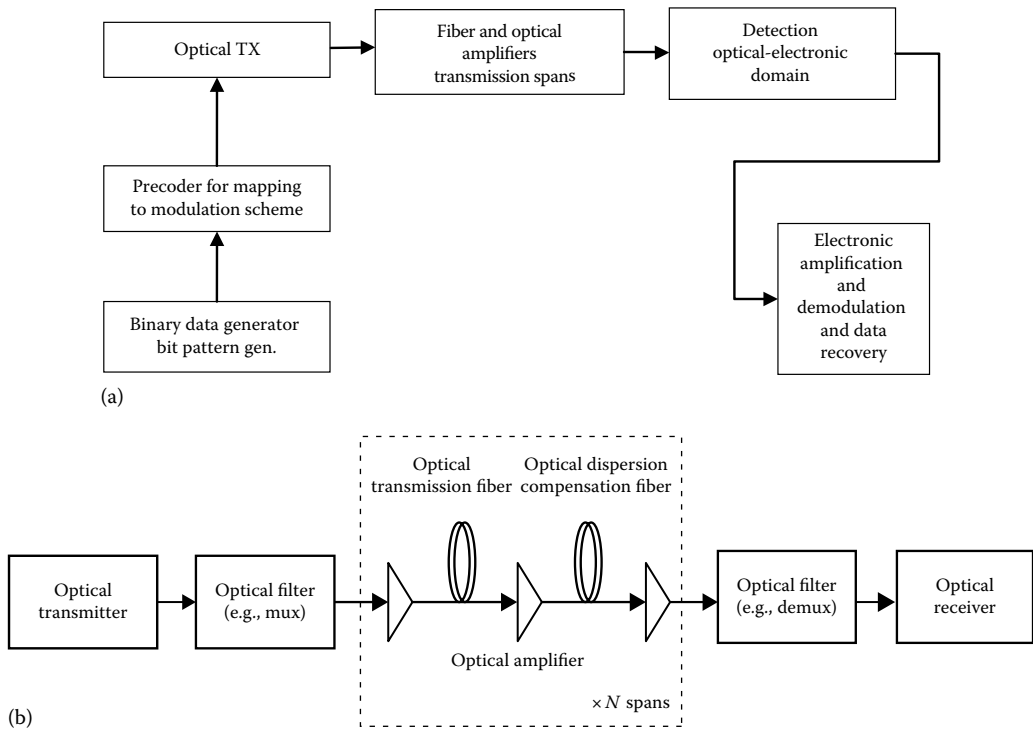 Optical TX
Fiber and optical
amplifiers
transmission spans
Detection
optical-electronic
domain
Precoder for mapping
to modulation scheme
Electronic
amplification
and
demodulation
and data
recovery
Binary data generator
bit pattern gen.
(a)
Optical
transmission fiber
Optical dispersion
compensation fiber
Optical
transmitter
Optical filter
(e.g., mux)
Optical filter
(e.g., demux)
Optical
receiver
Optical amplifier
× N spans
(b)